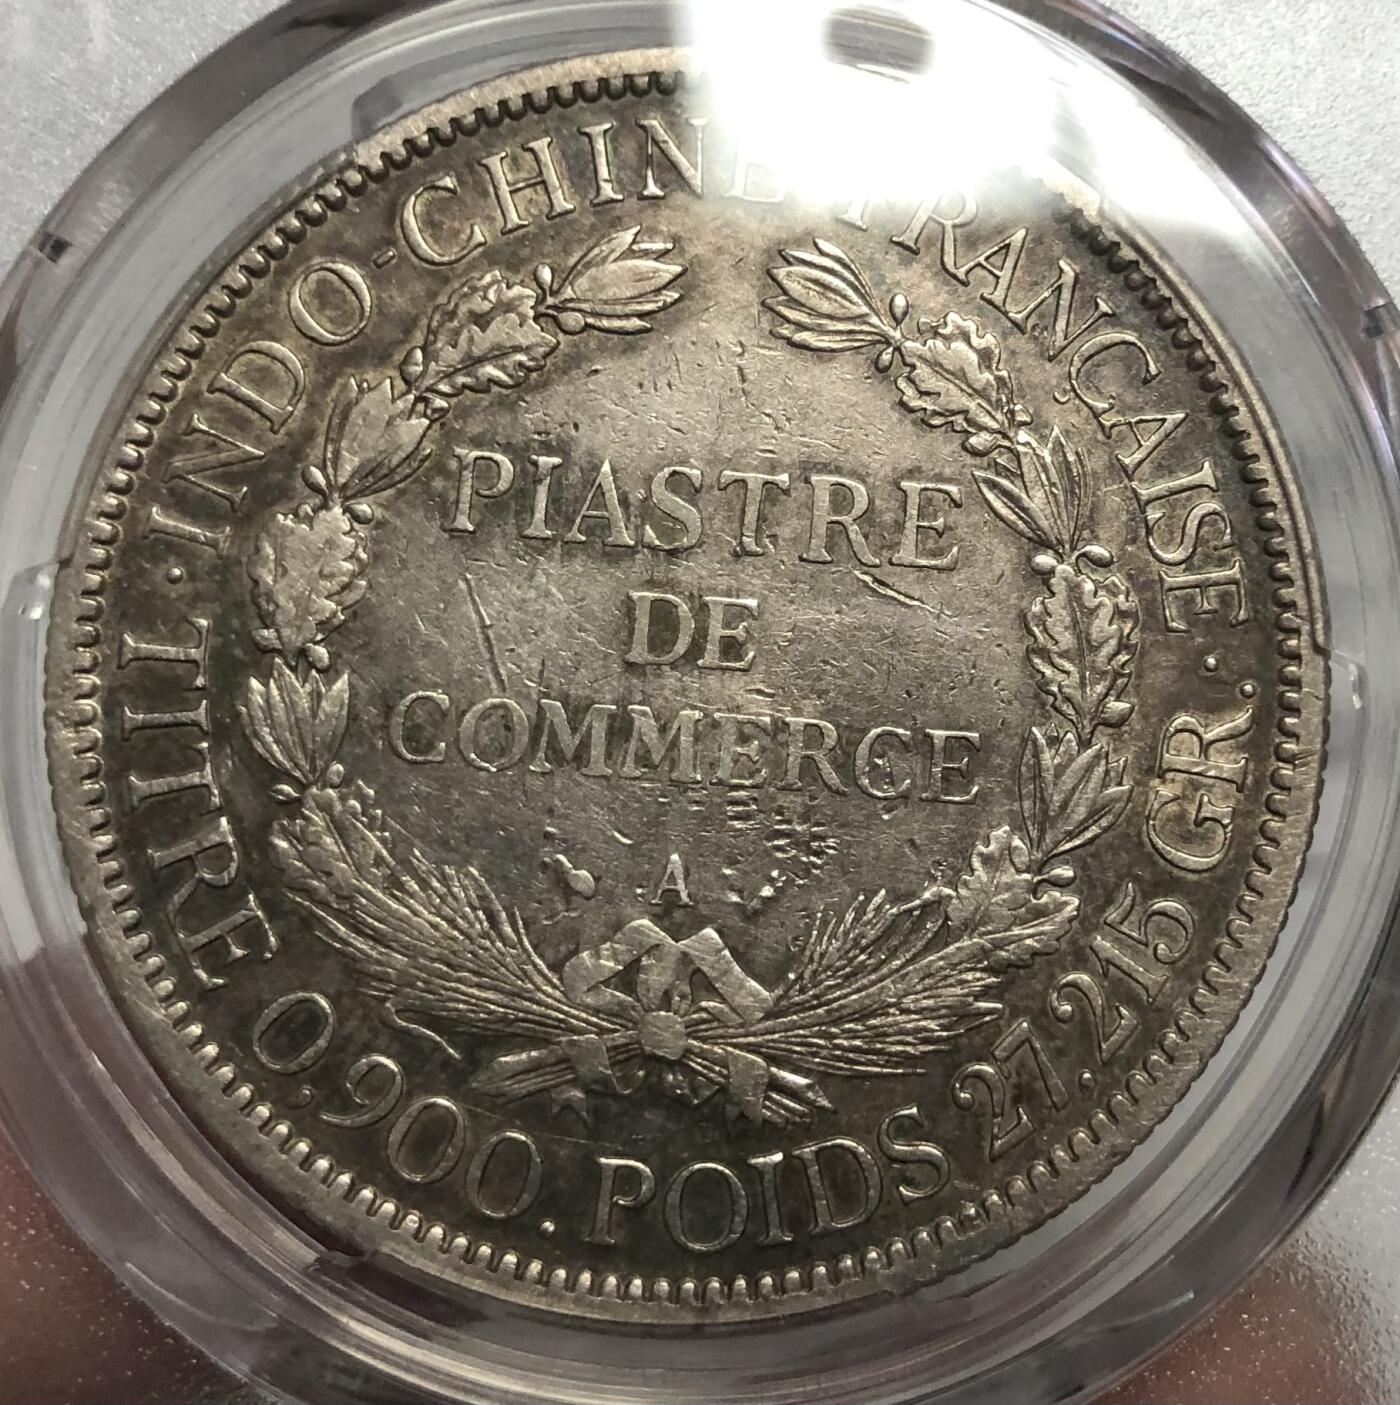 INDO-CHINE FRANÇAISE
PIASTRE
DE
COMMERCE
A
TITRE 0,900. POIDS 27.215 GR.